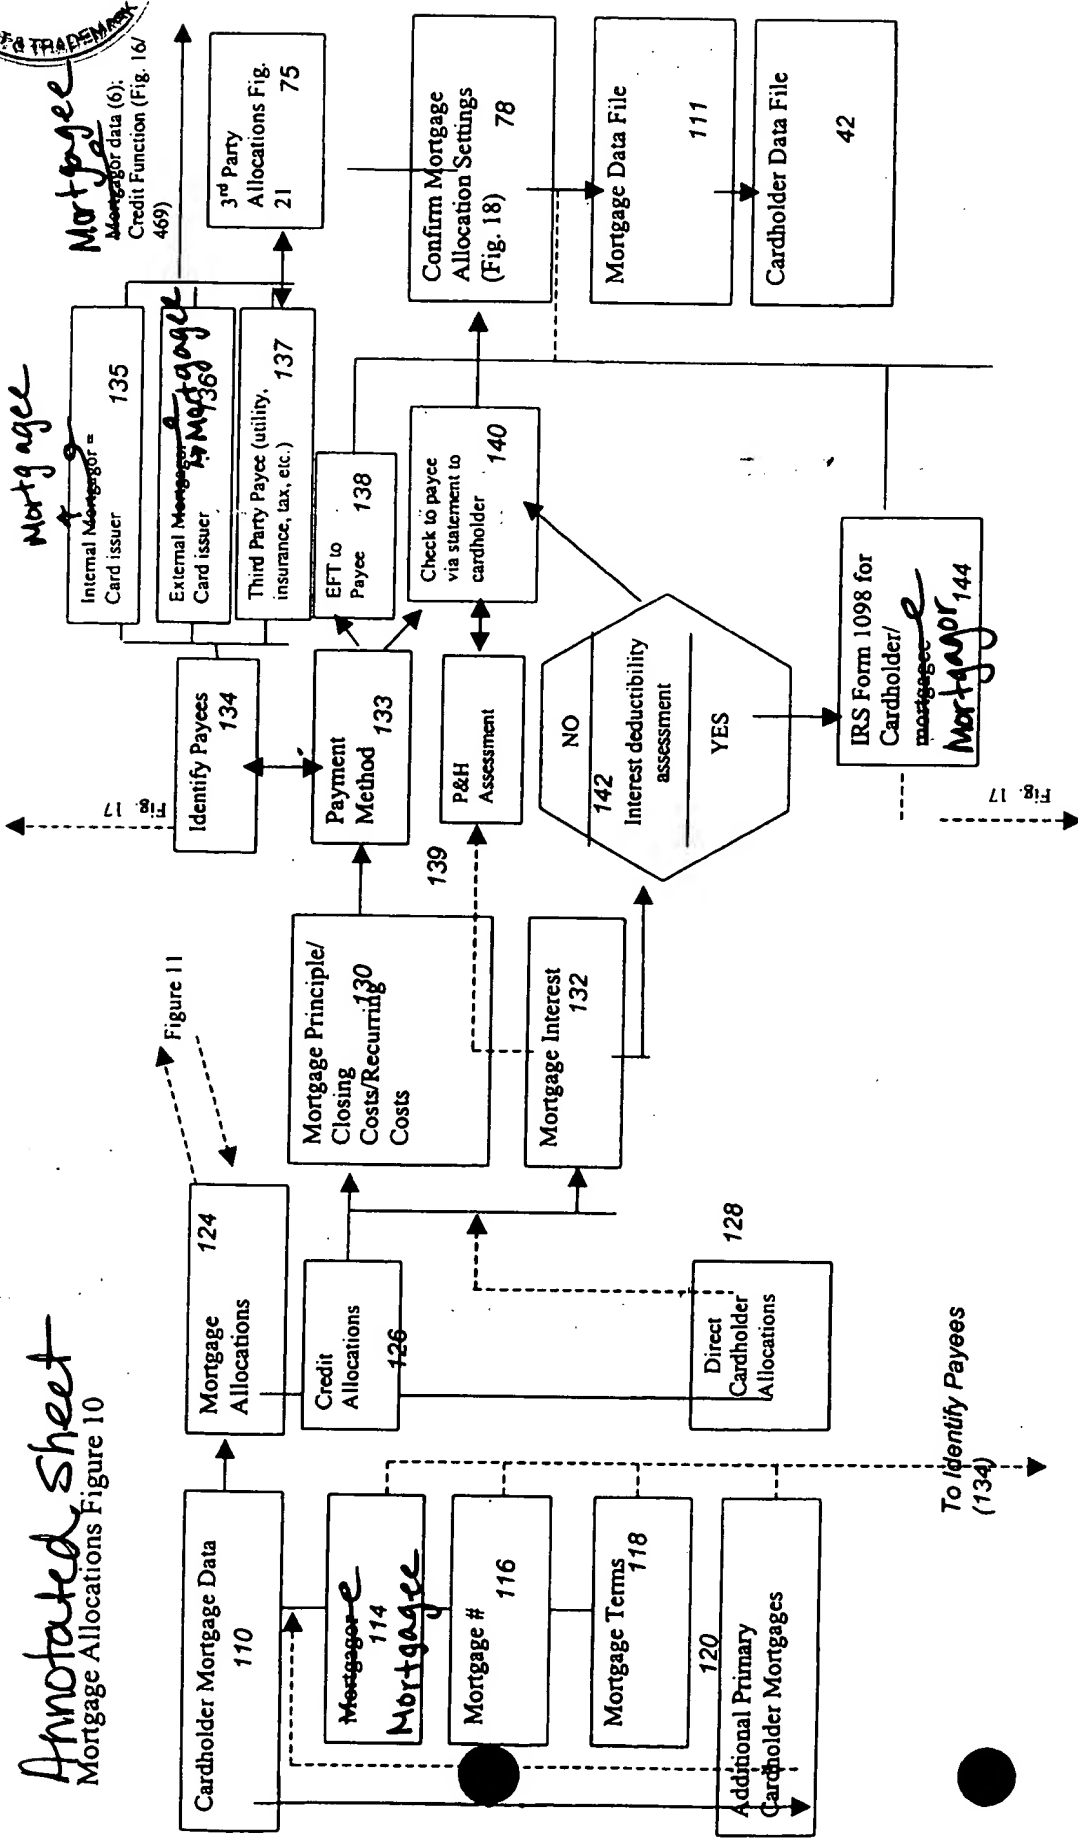 Annotated Sheet
Mortgage Allocations Figure 10
Cardholder Mortgage Data
110
Mortgagor e
114
Mortgagee
Mortgage #
116
Mortgage Terms
118
120
Additional Primary
Cardholder Mortgages
To Identify Payees
(134)
Mortgage
Allocations
124
Figure 11
Credit
Allocations
126
Direct
Cardholder
Allocations
128
Mortgage Principle/
Closing
Costs/Recurring
Costs
130
Mortgage Interest
132
Fig. 17
Identify Payees
134
Payment
Method
133
139
P&H
Assessment
NO
142
Interest deductibility
assessment
YES
Mortgagee
Internal Mortgagor =
Card issuer
135
External Mortgagor
Mortgagee
Card issuer
136
Third Party Payee (utility,
insurance, tax, etc.)
137
EFT to
Payee
138
Check to payee
via statement to
cardholder
140
IRS Form 1098 for
Cardholder/
mortgagee
Mortgagor
144
Fig. 17
& TRADEMARK
Mortgagee
Mortgagor data (6);
Credit Function (Fig. 16/
469)
3rd Party
Allocations Fig.
21
75
Confirm Mortgage
Allocation Settings
(Fig. 18)
78
Mortgage Data File
111
Cardholder Data File
42